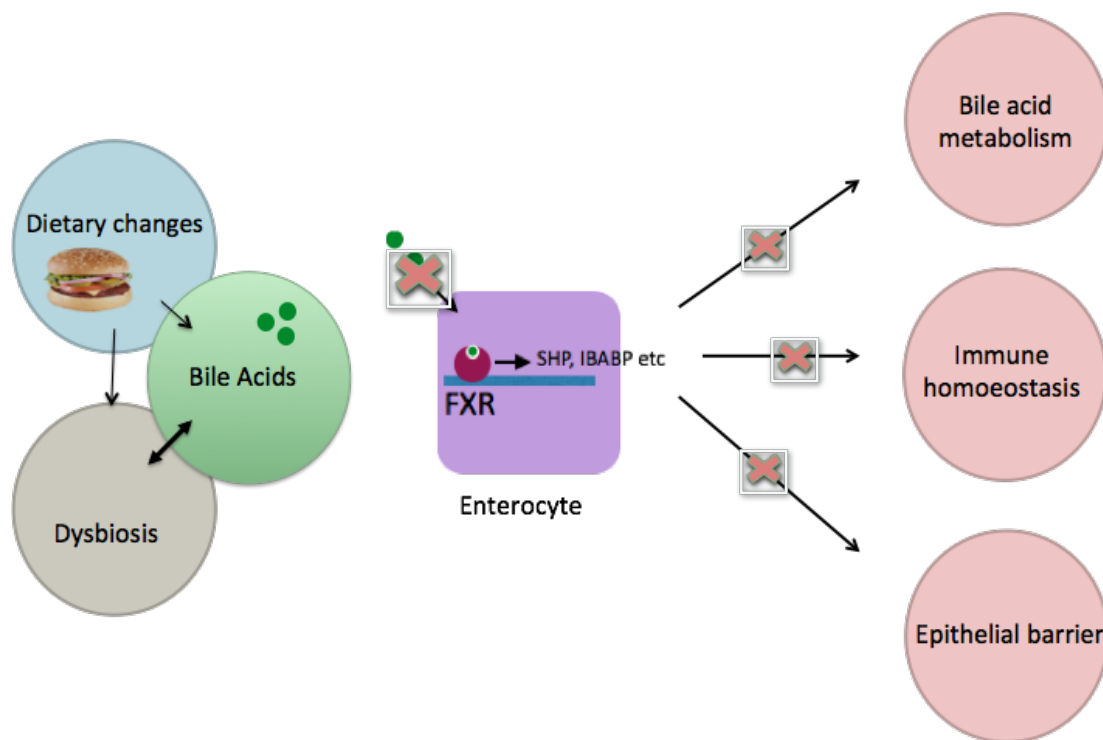 Dietary changes
Bile Acids
Dysbiosis
SHP, IBABP etc
FXR
Enterocyte
Bile acid
metabolism
Immune
homoeostasis
Epithelial barrier